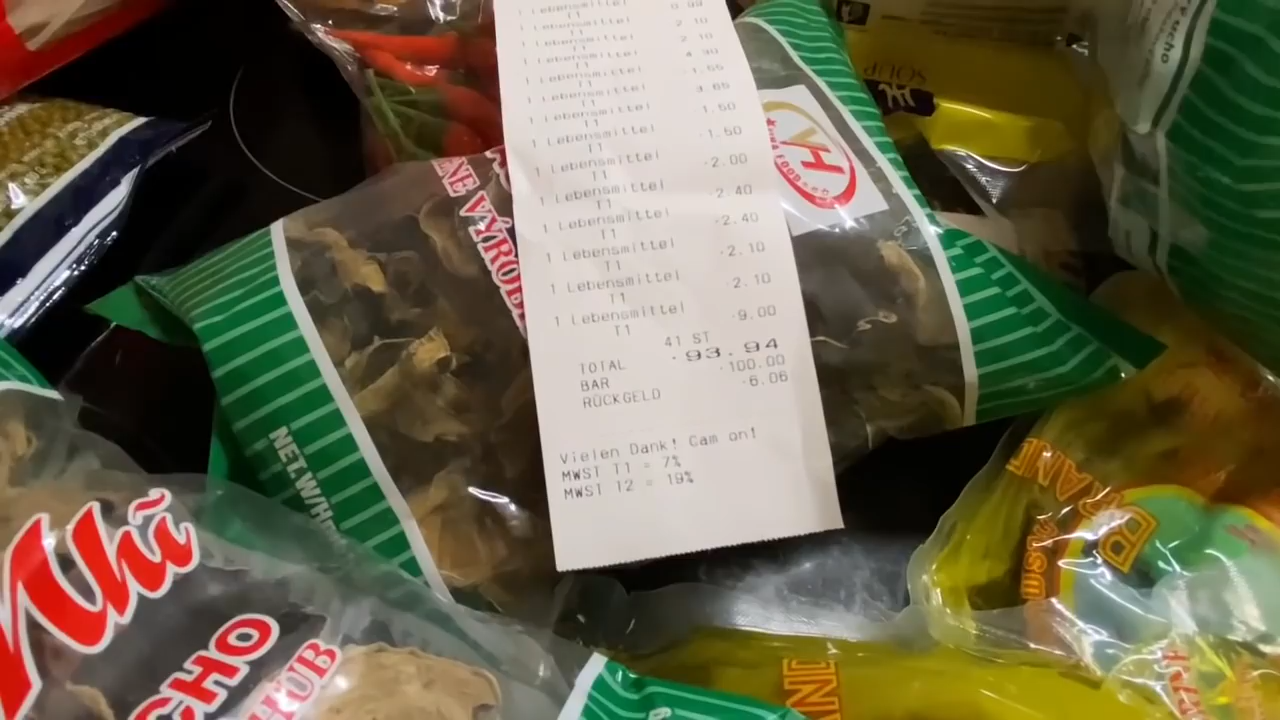 1 Lebensmittel 0.99
T1
1 Lebensmittel 2.10
T1
1 Lebensmittel 2.10
T1
1 Lebensmittel 4.90
T1
1 Lebensmittel -1.65
T1
1 Lebensmittel 3.65
T1
1 Lebensmittel -1.50
T1
1 Lebensmittel -1.50
T1
1 Lebensmittel -2.00
T1
1 Lebensmittel -2.40
T1
1 Lebensmittel -2.40
T1
1 Lebensmittel -2.10
T1
1 Lebensmittel -2.10
T1
1 Lebensmittel -9.00
T1
41 ST
TOTAL -93.94
BAR -100.00
RÜCKGELD -6.06
Vielen Dank! Cam on!
MWST T1 = 7%
MWST T2 = 19%
NET.W/H
Nhĩ
CHO
HUB
SOUP